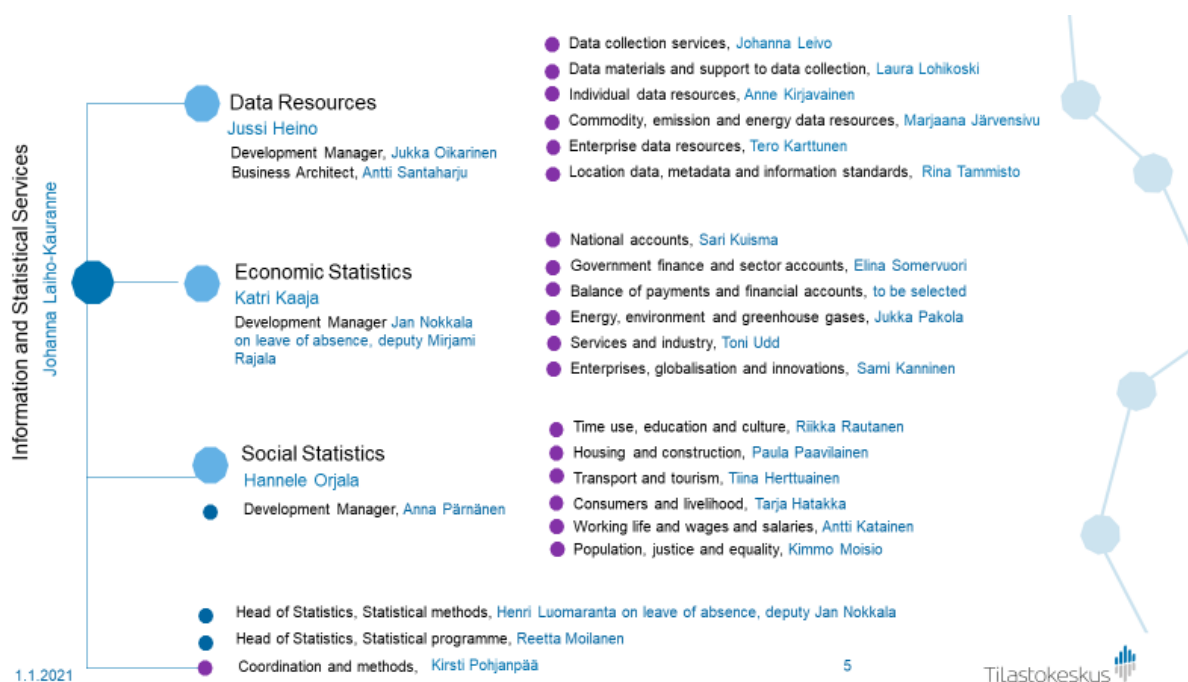 Information and Statistical Services
Johanna Laiho-Kauranne
Data Resources
Jussi Heino
Development Manager, Jukka Oikarinen
Business Architect, Antti Santaharju
Data collection services, Johanna Leivo
Data materials and support to data collection, Laura Lohikoski
Individual data resources, Anne Kirjavainen
Commodity, emission and energy data resources, Marjaana Järvensivu
Enterprise data resources, Tero Karttunen
Location data, metadata and information standards, Rina Tammisto
Economic Statistics
Katri Kaaja
Development Manager Jan Nokkala
on leave of absence, deputy Mirjami
Rajala
National accounts, Sari Kuisma
Government finance and sector accounts, Elina Somervuori
Balance of payments and financial accounts, to be selected
Energy, environment and greenhouse gases, Jukka Pakola
Services and industry, Toni Udd
Enterprises, globalisation and innovations, Sami Kanninen
Social Statistics
Hannele Orjala
Development Manager, Anna Pärnänen
Time use, education and culture, Riikka Rautanen
Housing and construction, Paula Paavilainen
Transport and tourism, Tiina Herttuainen
Consumers and livelihood, Tarja Hatakka
Working life and wages and salaries, Antti Katainen
Population, justice and equality, Kimmo Moisio
Head of Statistics, Statistical methods, Henri Luomaranta on leave of absence, deputy Jan Nokkala
Head of Statistics, Statistical programme, Reetta Moilanen
Coordination and methods, Kirsti Pohjanpää
1.1.2021
5
Tilastokeskus